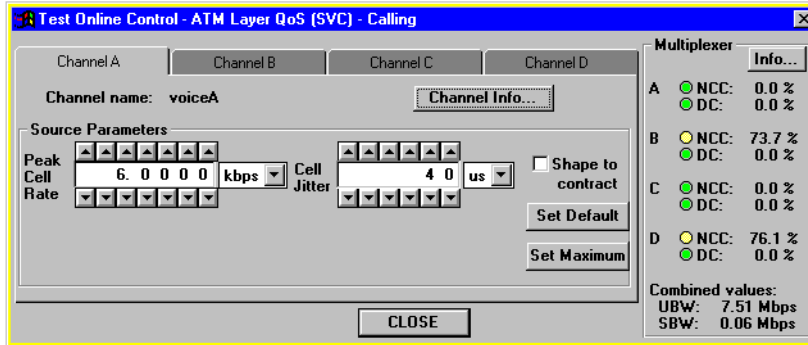 Test Online Control - ATM Layer QoS (SVC) - Calling
Channel A Channel B Channel C Channel D
Channel name: voiceA Channel Info...
Source Parameters
Peak Cell Rate 6. 0 0 0 0 kbps Cell Jitter 4 0 us
Shape to contract
Set Default
Set Maximum
CLOSE
Multiplexer
Info...
A NCC: 0.0 %
DC: 0.0 %
B NCC: 73.7 %
DC: 0.0 %
C NCC: 0.0 %
DC: 0.0 %
D NCC: 76.1 %
DC: 0.0 %
Combined values:
UBW: 7.51 Mbps
SBW: 0.06 Mbps